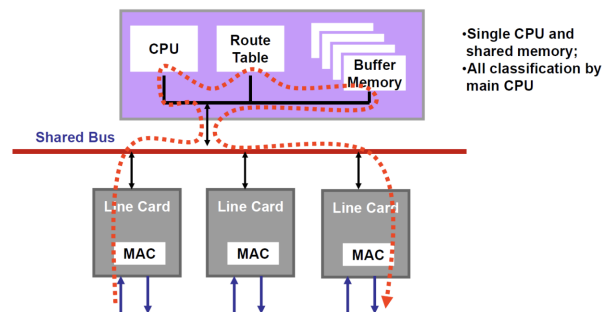 CPU
Route
Table
Buffer
Memory
•Single CPU and
shared memory;
•All classification by
main CPU
Shared Bus
Line Card
MAC
Line Card
MAC
Line Card
MAC